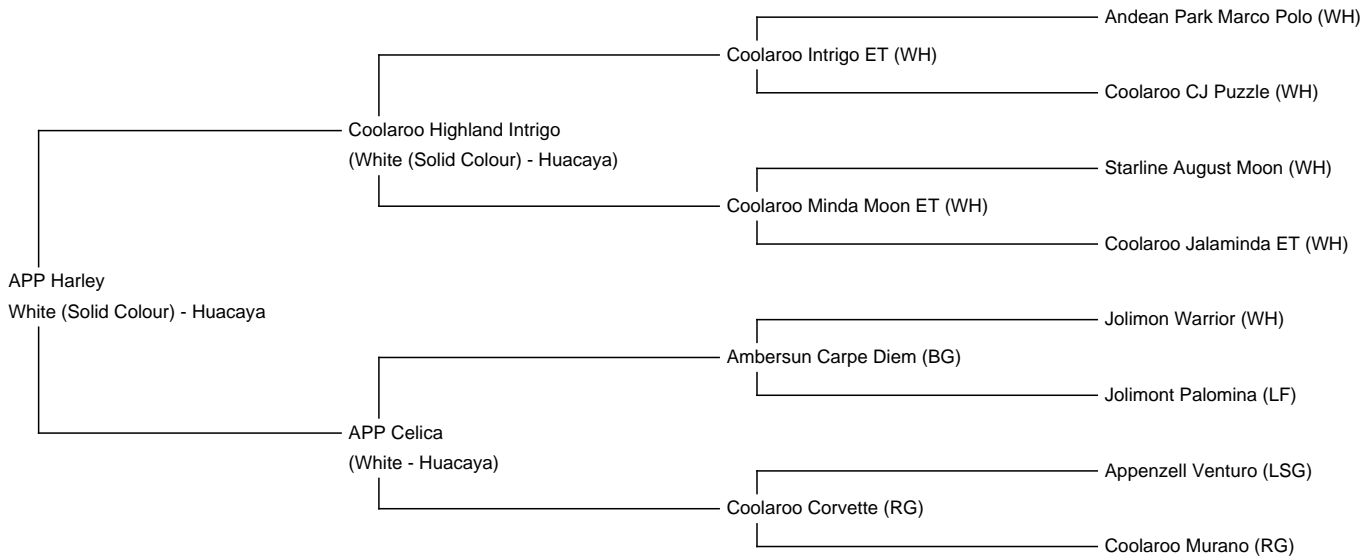 Andean Park Marco Polo (WH)
Coolaroo Intrigo ET (WH)
Coolaroo CJ Puzzle (WH)
Coolaroo Highland Intrigo
(White (Solid Colour) - Huacaya)
Starline August Moon (WH)
Coolaroo Minda Moon ET (WH)
Coolaroo Jalaminda ET (WH)
APP Harley
White (Solid Colour) - Huacaya
Jolimon Warrior (WH)
Ambersun Carpe Diem (BG)
Jolimont Palomina (LF)
APP Celica
(White - Huacaya)
Appenzell Venturo (LSG)
Coolaroo Corvette (RG)
Coolaroo Murano (RG)